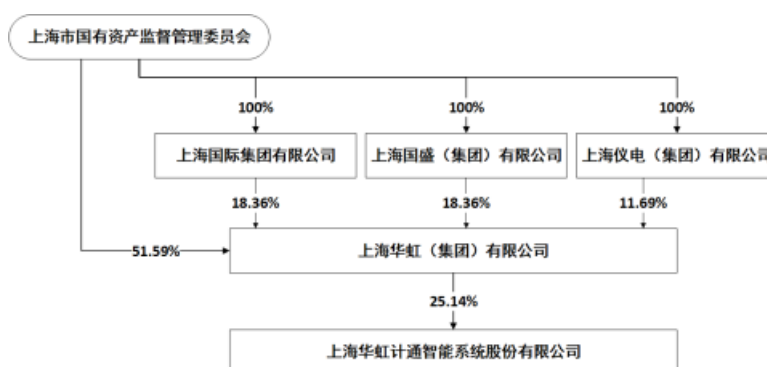 上海市国有资产监督管理委员会
100%
100%
100%
上海国际集团有限公司
上海国盛（集团）有限公司
上海仪电（集团）有限公司
18.36%
18.36%
11.69%
51.59%
上海华虹（集团）有限公司
25.14%
上海华虹计通智能系统股份有限公司